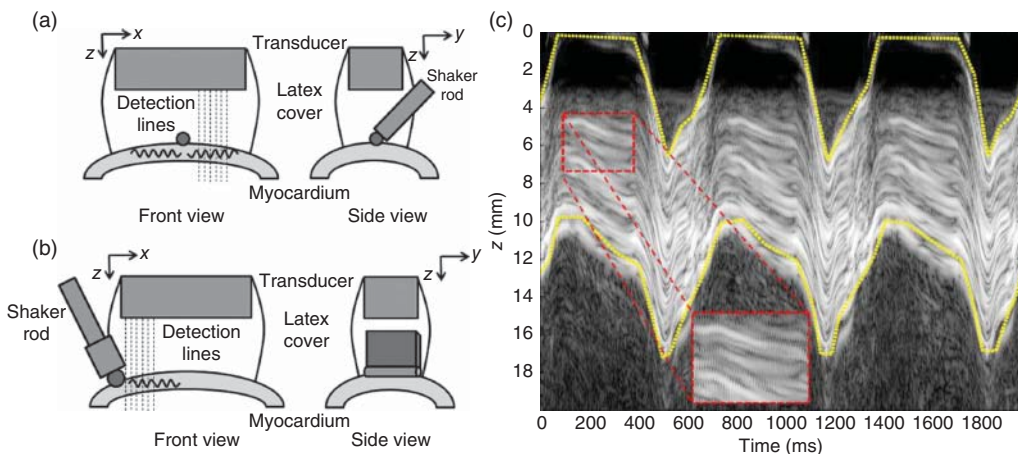 (a)
x
z
Transducer
z
y
Shaker
rod
Detection
lines
Latex
cover
Myocardium
Front view
Side view
(b)
x
z
Transducer
z
y
Shaker
rod
Detection
lines
Latex
cover
Myocardium
Front view
Side view
(c)
0
2
4
6
8
10
12
14
16
18
z (mm)
0 200 400 600 800 1000 1200 1400 1600 1800
Time (ms)